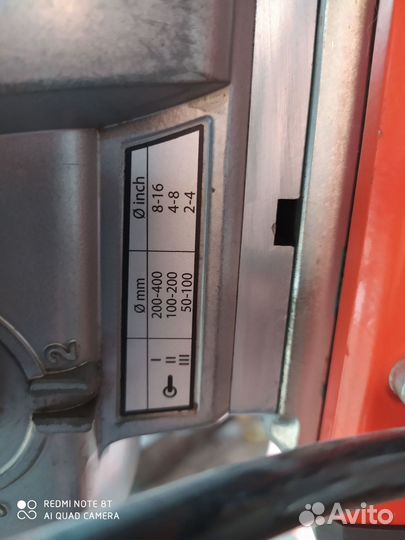 Ø mm Ø inch
I 200-400 8-16
II 100-200 4-8
III 50-100 2-4
2
REDMI NOTE 8T
AI QUAD CAMERA
Avito